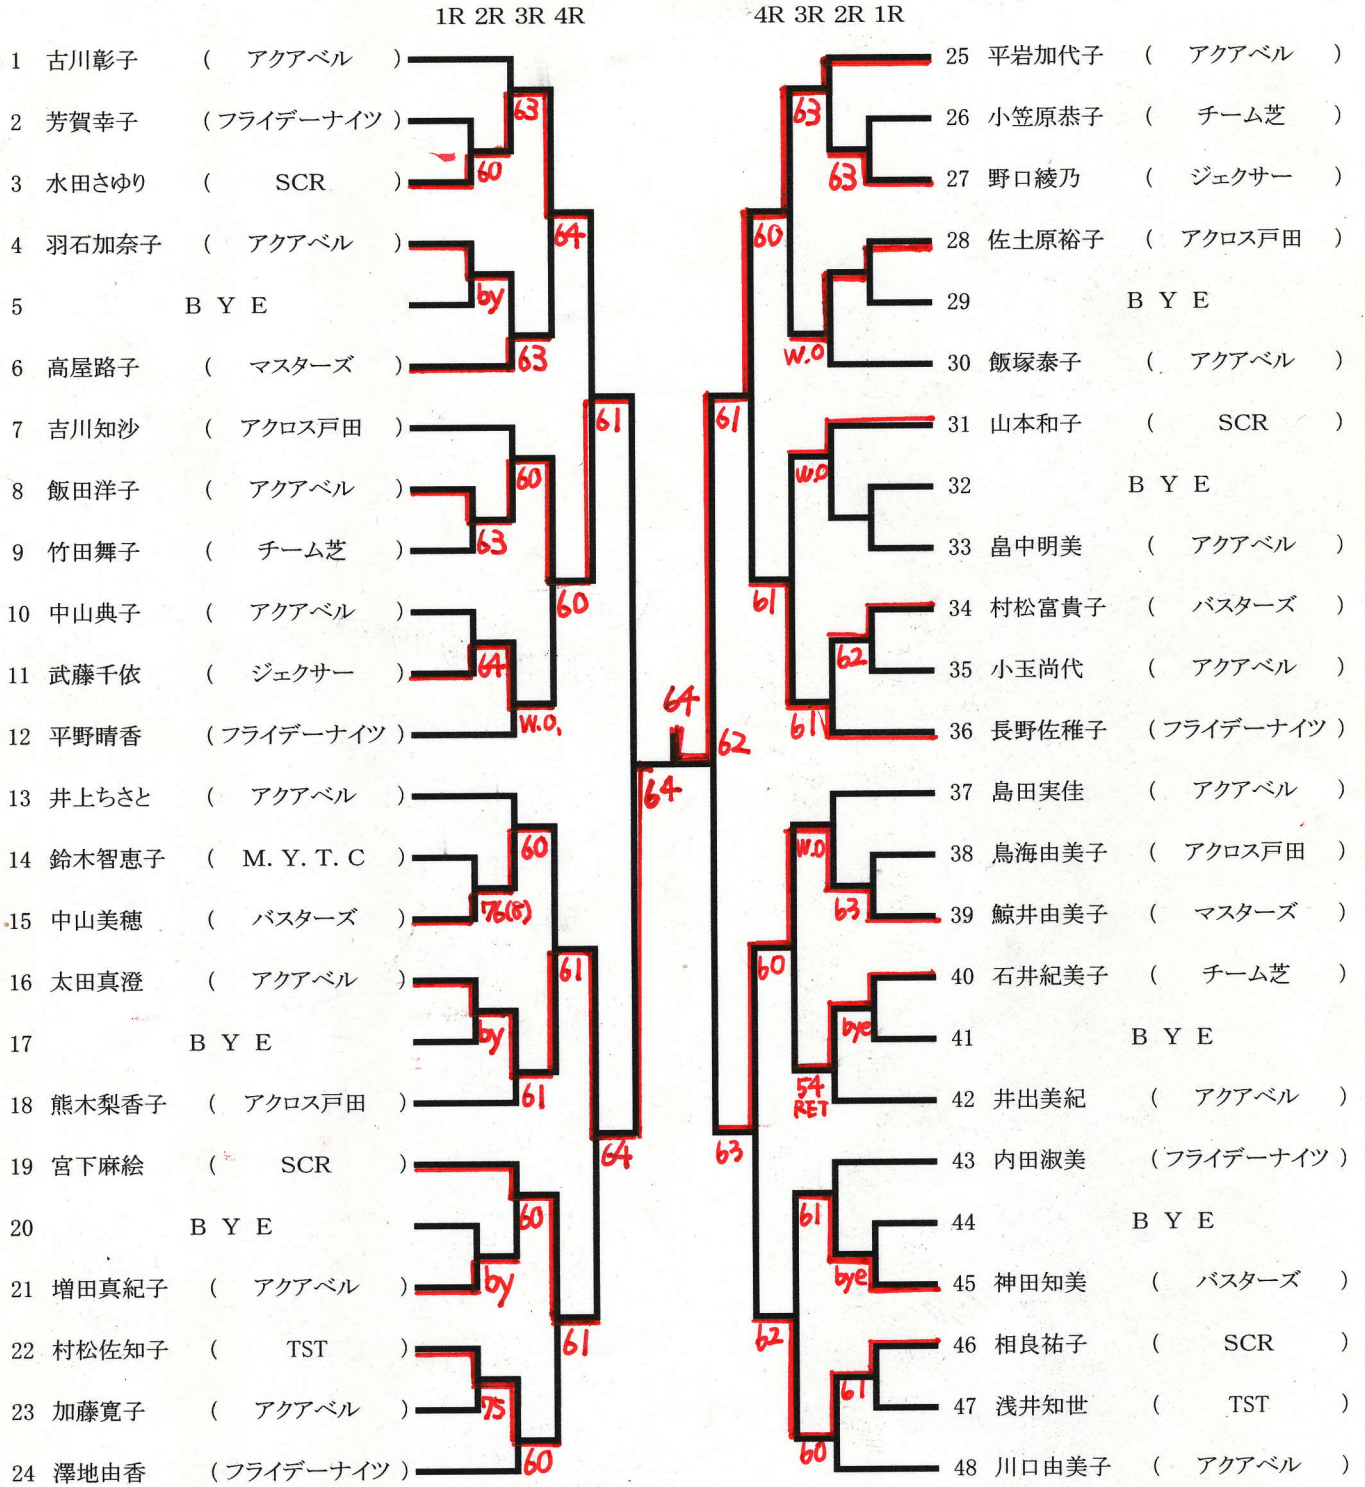 1R 2R 3R 4R
4R 3R 2R 1R
1 古川彰子 ( アクアベル )
2 芳賀幸子 ( フライデーナイツ )
3 水田さゆり ( SCR )
4 羽石加奈子 ( アクアベル )
5 B Y E
6 高屋路子 ( マスターズ )
7 吉川知沙 ( アクロス戸田 )
8 飯田洋子 ( アクアベル )
9 竹田舞子 ( チーム芝 )
10 中山典子 ( アクアベル )
11 武藤千依 ( ジェクサー )
12 平野晴香 ( フライデーナイツ )
13 井上ちさと ( アクアベル )
14 鈴木智恵子 ( M. Y. T. C )
15 中山美穂 ( バスターズ )
16 太田真澄 ( アクアベル )
17 B Y E
18 熊木梨香子 ( アクロス戸田 )
19 宮下麻絵 ( SCR )
20 B Y E
21 増田真紀子 ( アクアベル )
22 村松佐知子 ( TST )
23 加藤寛子 ( アクアベル )
24 澤地由香 ( フライデーナイツ )
60
by
63
64
76(8)
by
by
75
63
63
60
W.O.
60
61
60
60
64
60
61
61
61
64
64
64
62
61
63
60
61
60
62
63
W.O
W.O
61
W.O
54
RET
61
60
63
62
63
bye
bye
61
25 平岩加代子 ( アクアベル )
26 小笠原恭子 ( チーム芝 )
27 野口綾乃 ( ジェクサー )
28 佐土原裕子 ( アクロス戸田 )
29 B Y E
30 飯塚泰子 ( アクアベル )
31 山本和子 ( SCR )
32 B Y E
33 畠中明美 ( アクアベル )
34 村松富貴子 ( バスターズ )
35 小玉尚代 ( アクアベル )
36 長野佐稚子 ( フライデーナイツ )
37 島田実佳 ( アクアベル )
38 鳥海由美子 ( アクロス戸田 )
39 鯨井由美子 ( マスターズ )
40 石井紀美子 ( チーム芝 )
41 B Y E
42 井出美紀 ( アクアベル )
43 内田淑美 ( フライデーナイツ )
44 B Y E
45 神田知美 ( バスターズ )
46 相良祐子 ( SCR )
47 浅井知世 ( TST )
48 川口由美子 ( アクアベル )